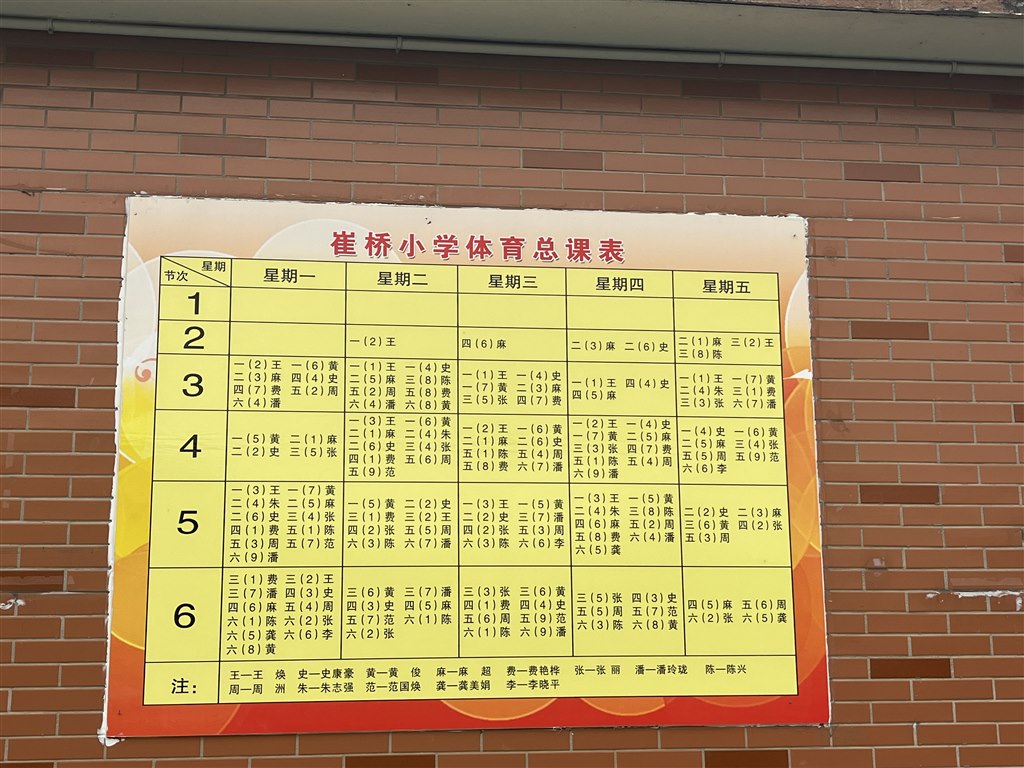 崔桥小学体育总课表
星期
节次
星期一 星期二 星期三 星期四 星期五
1
2
一(2)王
四(6)麻
二(3)麻 二(6)史
二(1)麻 三(2)王
三(8)陈
3
一(2)王 一(6)黄
二(3)麻 四(4)史
四(7)费 五(2)周
六(4)潘
一(1)王 一(4)史
二(5)麻 三(8)陈
五(2)周 五(8)费
六(4)潘 六(8)黄
一(1)王 一(4)史
一(7)黄 二(3)麻
三(5)张 四(7)费
一(1)王 四(4)史
四(5)麻
二(1)王 一(7)黄
二(4)朱 三(1)费
三(3)张 六(7)潘
4
一(5)黄 二(1)麻
二(2)史 三(5)张
一(3)王 一(6)黄
二(1)麻 二(4)朱
二(6)史 三(4)张
四(1)费 五(6)周
五(9)范
一(2)王 一(6)黄
二(1)麻 二(6)史
五(1)陈 五(4)周
五(8)费 六(7)潘
一(2)王 一(4)史
一(7)黄 二(5)麻
三(3)张 四(7)费
五(1)陈 五(4)周
六(9)潘
一(4)史 一(6)黄
二(5)麻 三(4)张
五(5)周 五(9)范
六(6)李
5
一(3)王 一(7)黄
二(4)朱 二(5)麻
二(6)史 三(4)张
四(1)费 五(1)陈
五(3)周 五(7)范
六(9)潘
一(5)黄 二(2)史
三(1)费 三(2)王
四(2)张 五(5)周
六(3)陈 六(7)潘
一(3)王 一(5)黄
二(2)史 三(7)潘
四(2)张 五(3)周
六(3)陈 六(6)李
一(3)王 一(5)黄
二(4)朱 三(8)陈
四(6)麻 五(2)周
五(8)费 六(4)潘
六(5)龚
二(2)史 二(3)麻
三(6)黄 四(2)张
五(3)周
6
三(1)费 三(2)王
三(7)潘 四(3)史
四(6)麻 五(4)周
六(1)陈 六(2)张
六(5)龚 六(6)李
六(8)黄
三(6)黄 三(7)潘
四(3)史 四(5)麻
五(7)范 六(1)陈
六(2)张
三(3)张 三(6)黄
四(1)费 四(4)史
五(6)周 五(9)范
六(1)陈 六(9)潘
三(5)张 四(3)史
五(5)周 五(7)范
六(3)陈 六(8)黄
四(5)麻 五(6)周
六(2)张 六(5)龚
注：
王—王 焕 史—史康豪 黄—黄 俊 麻—麻 超 费—费艳桦 张—张 丽 潘—潘玲珑 陈—陈兴
周—周 洲 朱—朱志强 范—范国焕 龚—龚美娟 李—李晓平